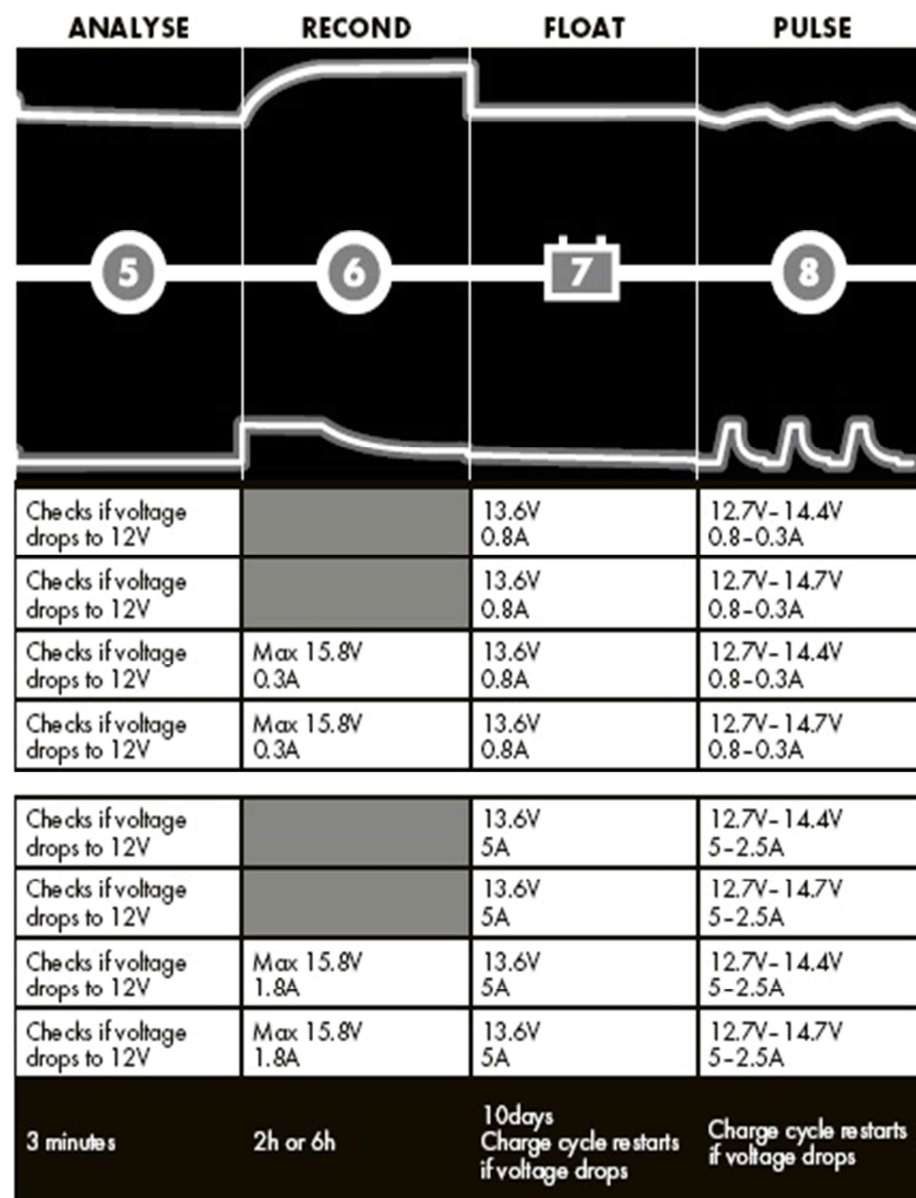 ANALYSE RECOND FLOAT PULSE
5 6 7 8
Checks if voltage 13.6V 12.7V–14.4V
drops to 12V 0.8A 0.8–0.3A
Checks if voltage 13.6V 12.7V–14.7V
drops to 12V 0.8A 0.8–0.3A
Checks if voltage Max 15.8V 13.6V 12.7V–14.4V
drops to 12V 0.3A 0.8A 0.8–0.3A
Checks if voltage Max 15.8V 13.6V 12.7V–14.7V
drops to 12V 0.3A 0.8A 0.8–0.3A
Checks if voltage 13.6V 12.7V–14.4V
drops to 12V 5A 5–2.5A
Checks if voltage 13.6V 12.7V–14.7V
drops to 12V 5A 5–2.5A
Checks if voltage Max 15.8V 13.6V 12.7V–14.4V
drops to 12V 1.8A 5A 5–2.5A
Checks if voltage Max 15.8V 13.6V 12.7V–14.7V
drops to 12V 1.8A 5A 5–2.5A
3 minutes
2h or 6h
10days
Charge cycle restarts
if voltage drops
Charge cycle restarts
if voltage drops